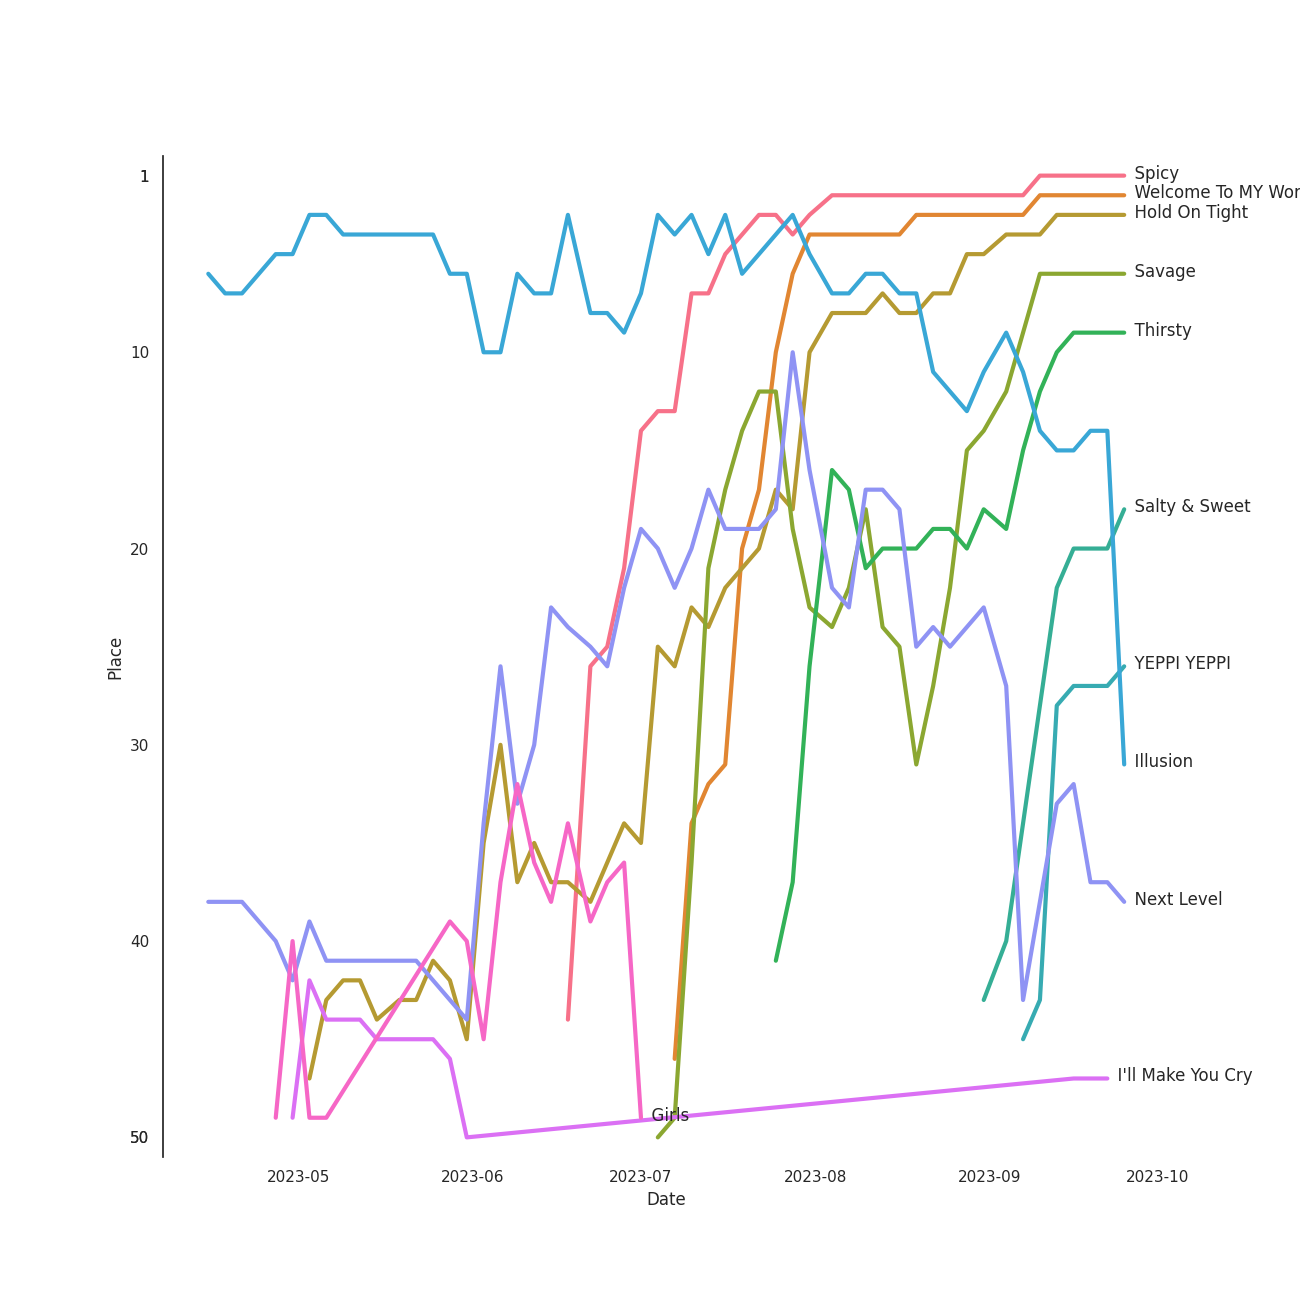 1
10
20
30
40
50
Place
2023-05
2023-06
2023-07
2023-08
2023-09
2023-10
Date
Spicy
Welcome To MY Wor
Hold On Tight
Savage
Thirsty
Salty & Sweet
YEPPI YEPPI
Illusion
Next Level
I'll Make You Cry
Girls